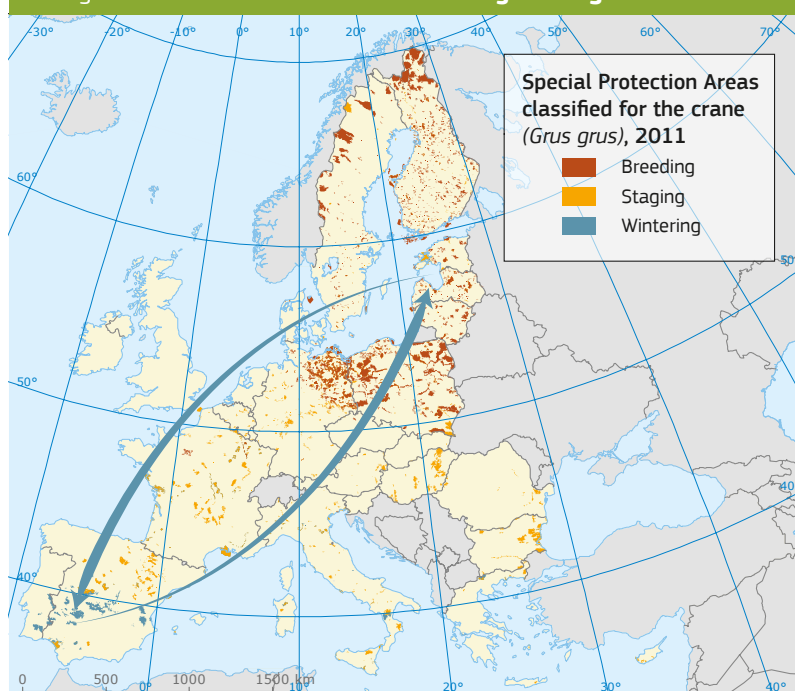 -30° -20° -10° 0° 10° 20° 30° 40° 50° 60° 70°
Special Protection Areas
classified for the crane
(Grus grus), 2011
Breeding
Staging
Wintering
60°
50°
50°
40°
40°
0 500 1000 1500 km
0° 10° 20° 30° 40°